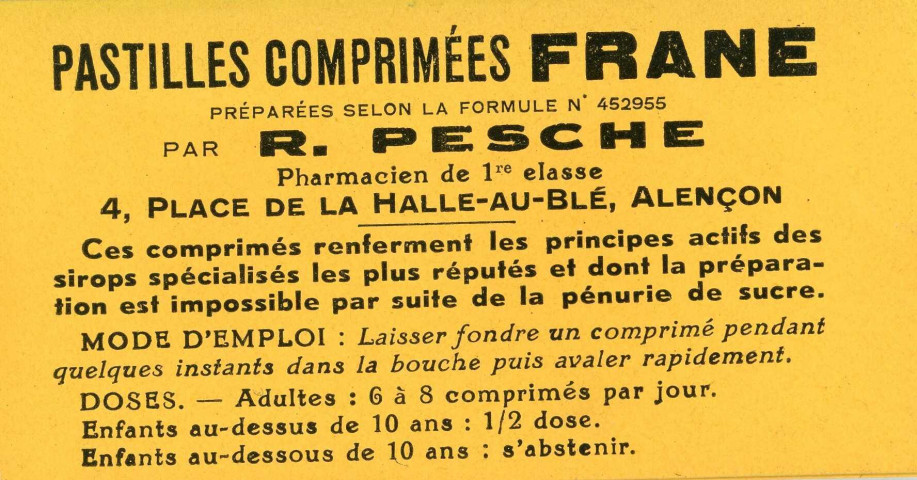 PASTILLES COMPRIMÉES FRANE
PRÉPARÉES SELON LA FORMULE N° 452955
PAR R. PESCHE
Pharmacien de 1re elasse
4, PLACE DE LA HALLE-AU-BLÉ, ALENÇON
Ces comprimés renferment les principes actifs des
sirops spécialisés les plus réputés et dont la prépara-
tion est impossible par suite de la pénurie de sucre.
MODE D'EMPLOI : Laisser fondre un comprimé pendant
quelques instants dans la bouche puis avaler rapidement.
DOSES. — Adultes : 6 à 8 comprimés par jour.
Enfants au-dessus de 10 ans : 1/2 dose.
Enfants au-dessous de 10 ans : s'abstenir.